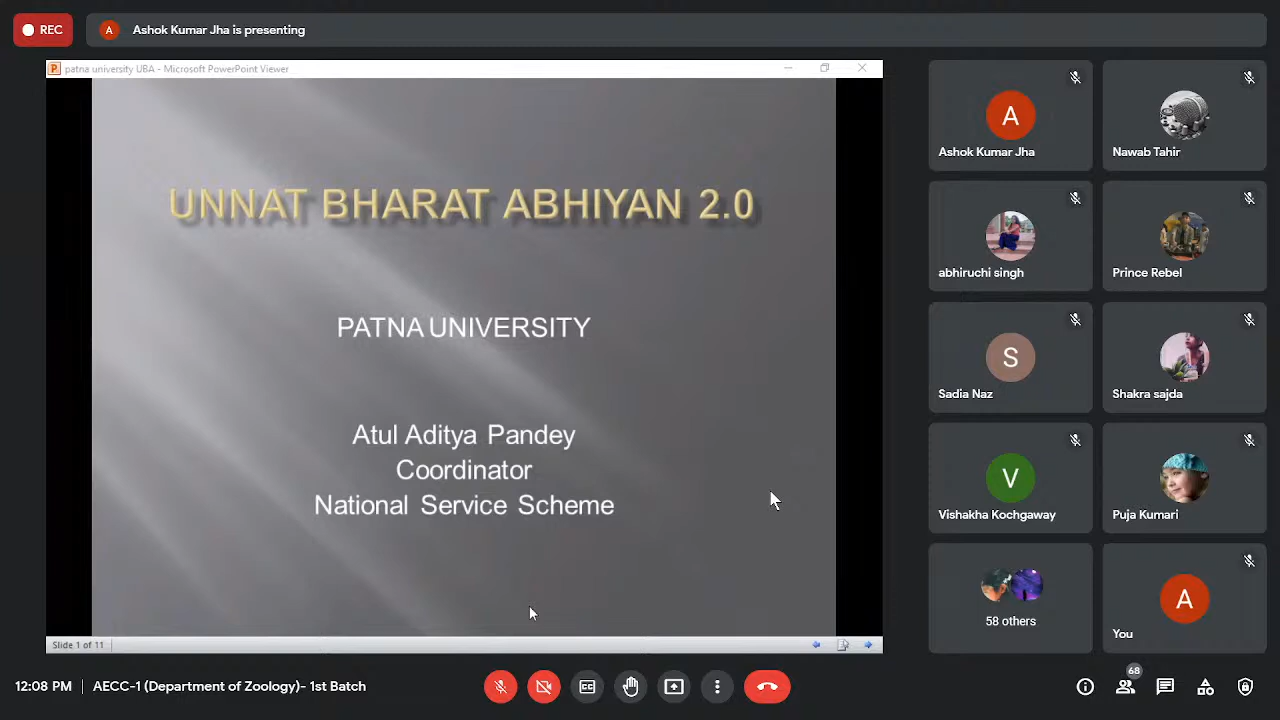 REC
A
Ashok Kumar Jha is presenting
P
patna university UBA - Microsoft PowerPoint Viewer
UNNAT BHARAT ABHIYAN 2.0
PATNA UNIVERSITY
Atul Aditya Pandey
Coordinator
National Service Scheme
Slide 1 of 11
A
Ashok Kumar Jha
Nawab Tahir
abhiruchi singh
Prince Rebel
S
Sadia Naz
Shakra sajda
V
Vishakha Kochgaway
Puja Kumari
58 others
A
You
12:08 PM | AECC-1 (Department of Zoology)- 1st Batch
68